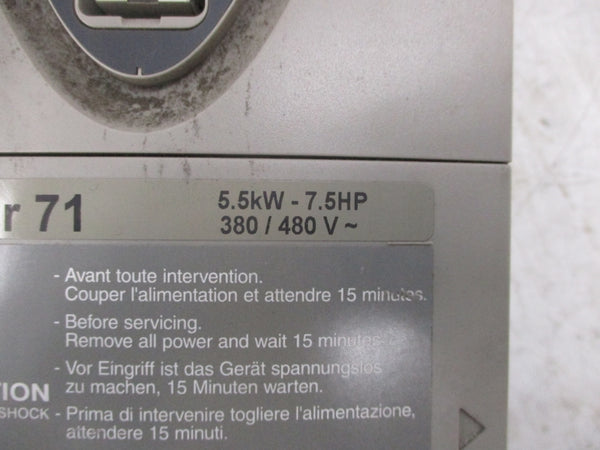 r 71
5.5kW - 7.5HP
380 / 480 V ~
- Avant toute intervention.
Couper l'alimentation et attendre 15 minutes.
- Before servicing.
Remove all power and wait 15 minutes
- Vor Eingriff ist das Gerät spannungslos
zu machen, 15 Minuten warten.
TION
SHOCK
- Prima di intervenire togliere l'alimentazione,
attendere 15 minuti.